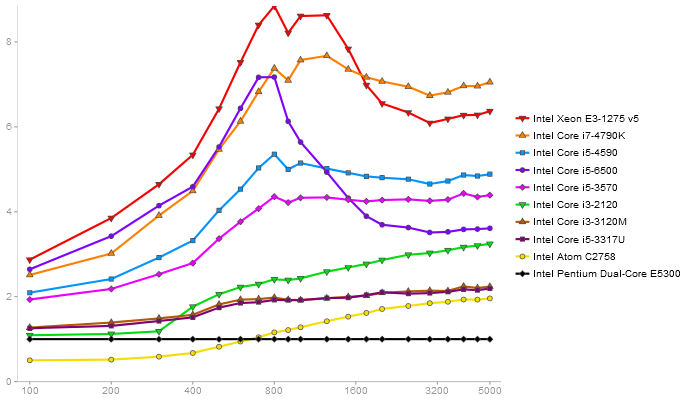 8
6
4
2
0
100 200 400 800 1600 3200 5000
Intel Xeon E3-1275 v5
Intel Core i7-4790K
Intel Core i5-4590
Intel Core i5-6500
Intel Core i5-3570
Intel Core i3-2120
Intel Core i3-3120M
Intel Core i5-3317U
Intel Atom C2758
Intel Pentium Dual-Core E5300